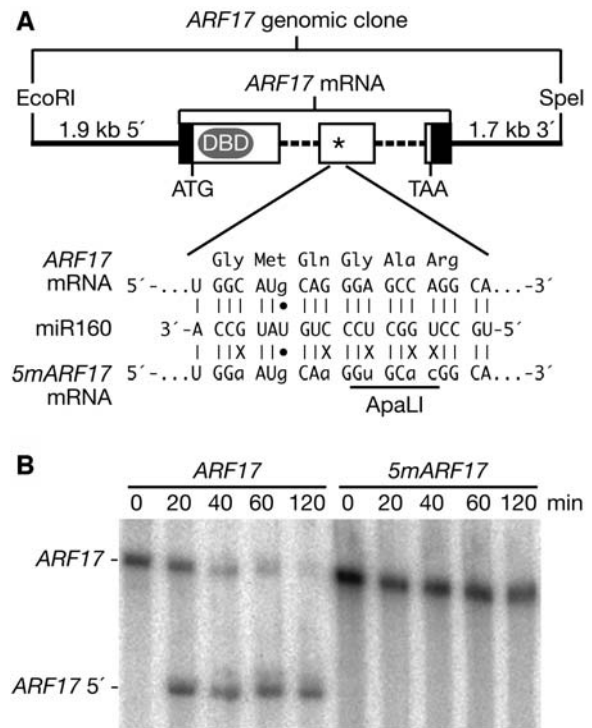 A
ARF17 genomic clone
EcoRI ARF17 mRNA SpeI
1.9 kb 5´ 1.7 kb 3´
DBD *
ATG TAA
ARF17 Gly Met Gln Gly Ala Arg
mRNA 5´-...U GGC AUg CAG GGA GCC AGG CA...-3´
| ||| ||• ||| ||| ||| ||| ||
miR160 3´-A CCG UAU GUC CCU CGG UCC GU-5´
| ||X ||• ||X ||X ||X X|| ||
5mARF17 5´-...U GGa AUg CAa GGu GCa cGG CA...-3´
mRNA
ApaLI
B
ARF17 5mARF17
0 20 40 60 120 0 20 40 60 120 min
ARF17 -
ARF17 5´ -